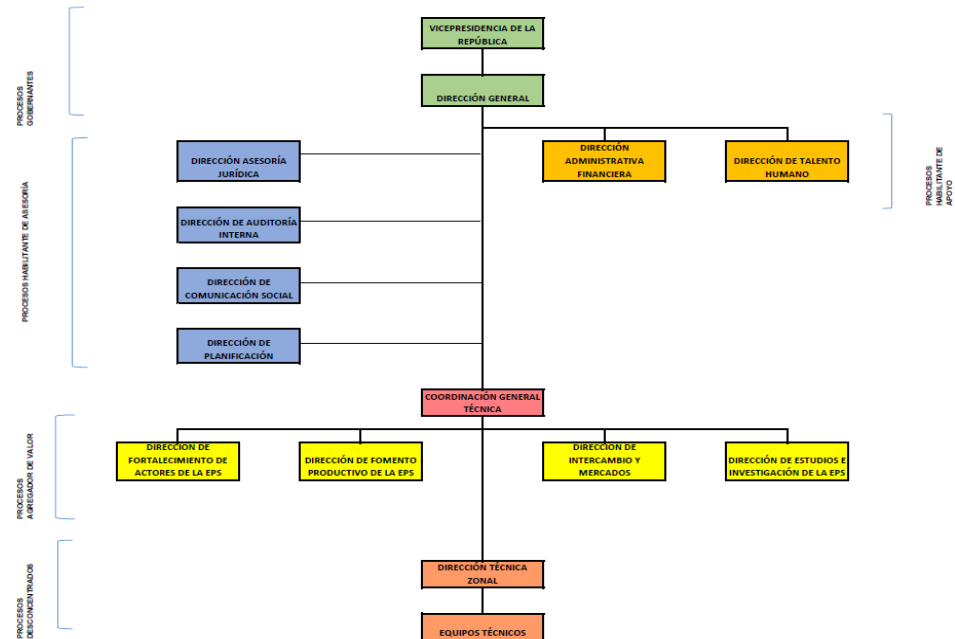 VICEPRESIDENCIA DE LA
REPÚBLICA
DIRECCIÓN GENERAL
PROCESOS
GOBERNANTES
DIRECCIÓN ASESORÍA
JURÍDICA
DIRECCIÓN
ADMINISTRATIVA
FINANCIERA
DIRECCIÓN DE TALENTO
HUMANO
PROCESOS
HABILITANTE DE
APOYO
DIRECCIÓN DE AUDITORÍA
INTERNA
PROCESOS HABILITANTE DE ASESORÍA
DIRECCIÓN DE
COMUNICACIÓN SOCIAL
DIRECCIÓN DE
PLANIFICACIÓN
COORDINACIÓN GENERAL
TÉCNICA
PROCESOS
AGREGADOR DE VALOR
DIRECCIÓN DE
FORTALECIMIENTO DE
ACTORES DE LA EPS
DIRECCIÓN DE FOMENTO
PRODUCTIVO DE LA EPS
DIRECCIÓN DE
INTERCAMBIO Y
MERCADOS
DIRECCIÓN DE ESTUDIOS E
INVESTIGACIÓN DE LA EPS
PROCESOS
DESCONCENTRADOS
DIRECCIÓN TÉCNICA
ZONAL
EQUIPOS TÉCNICOS